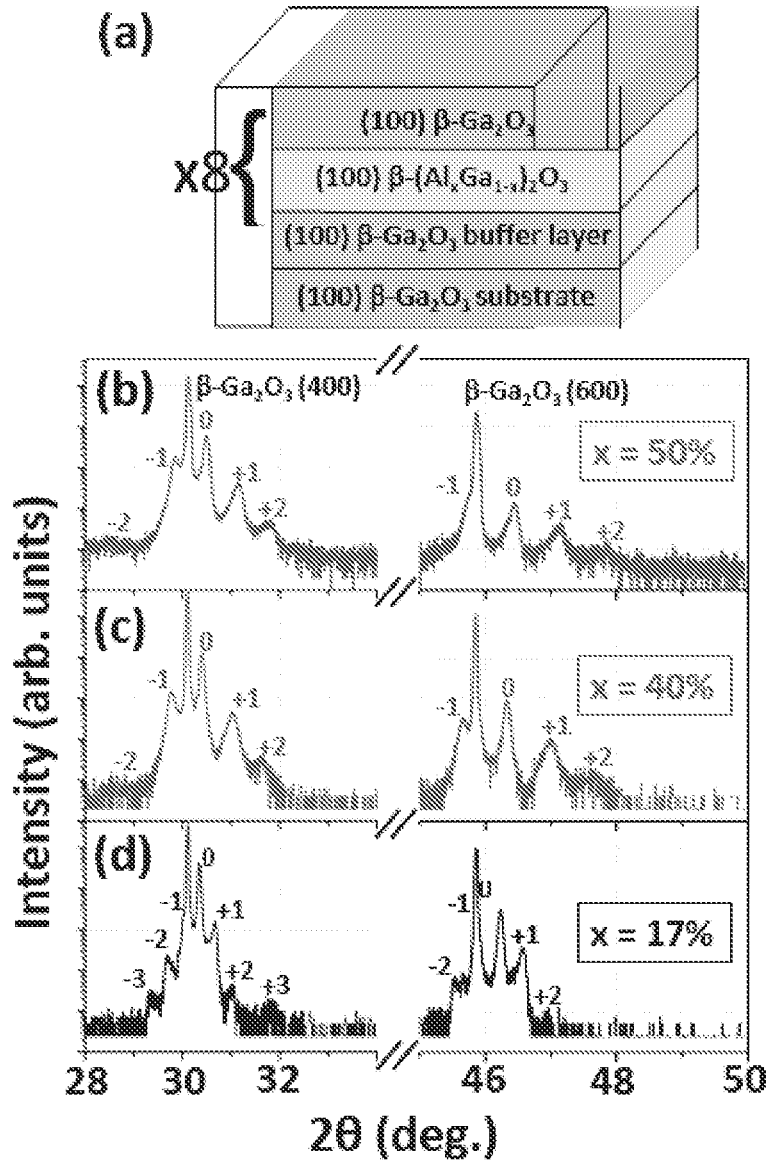 (a)
x8{
(100) β-Ga₂O₃
(100) β-(AlₓGa₁₋ₓ)₂O₃
(100) β-Ga₂O₃ buffer layer
(100) β-Ga₂O₃ substrate
(b)
β-Ga₂O₃ (400)
β-Ga₂O₃ (600)
x = 50%
-2 -1 0 +1 +2
-1 0 +1 +2
(c)
x = 40%
-2 -1 0 +1 +2
-1 0 +1 +2
(d)
x = 17%
-3 -2 -1 0 +1 +2 +3
-2 -1 0 +1 +2
Intensity (arb. units)
28 30 32 46 48 50
2θ (deg.)